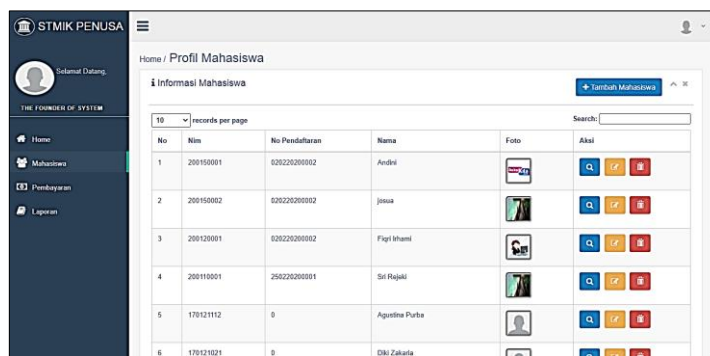 STMIK PENUSA
Selamat Datang,
THE FOUNDER OF SYSTEM
Home
Mahasiswa
Pembayaran
Laporan
Home / Profil Mahasiswa
i Informasi Mahasiswa
+ Tambah Mahasiswa
10 records per page
Search:
No Nim No Pendaftaran Nama Foto Aksi
1 200150001 020220200002 Andini
2 200150002 020220200002 josua
3 200120001 020220200002 Fiqri Irhami
4 200110001 250220200001 Sri Rejeki
5 170121112 0 Agustina Purba
6 170121021 0 Diki Zakaria